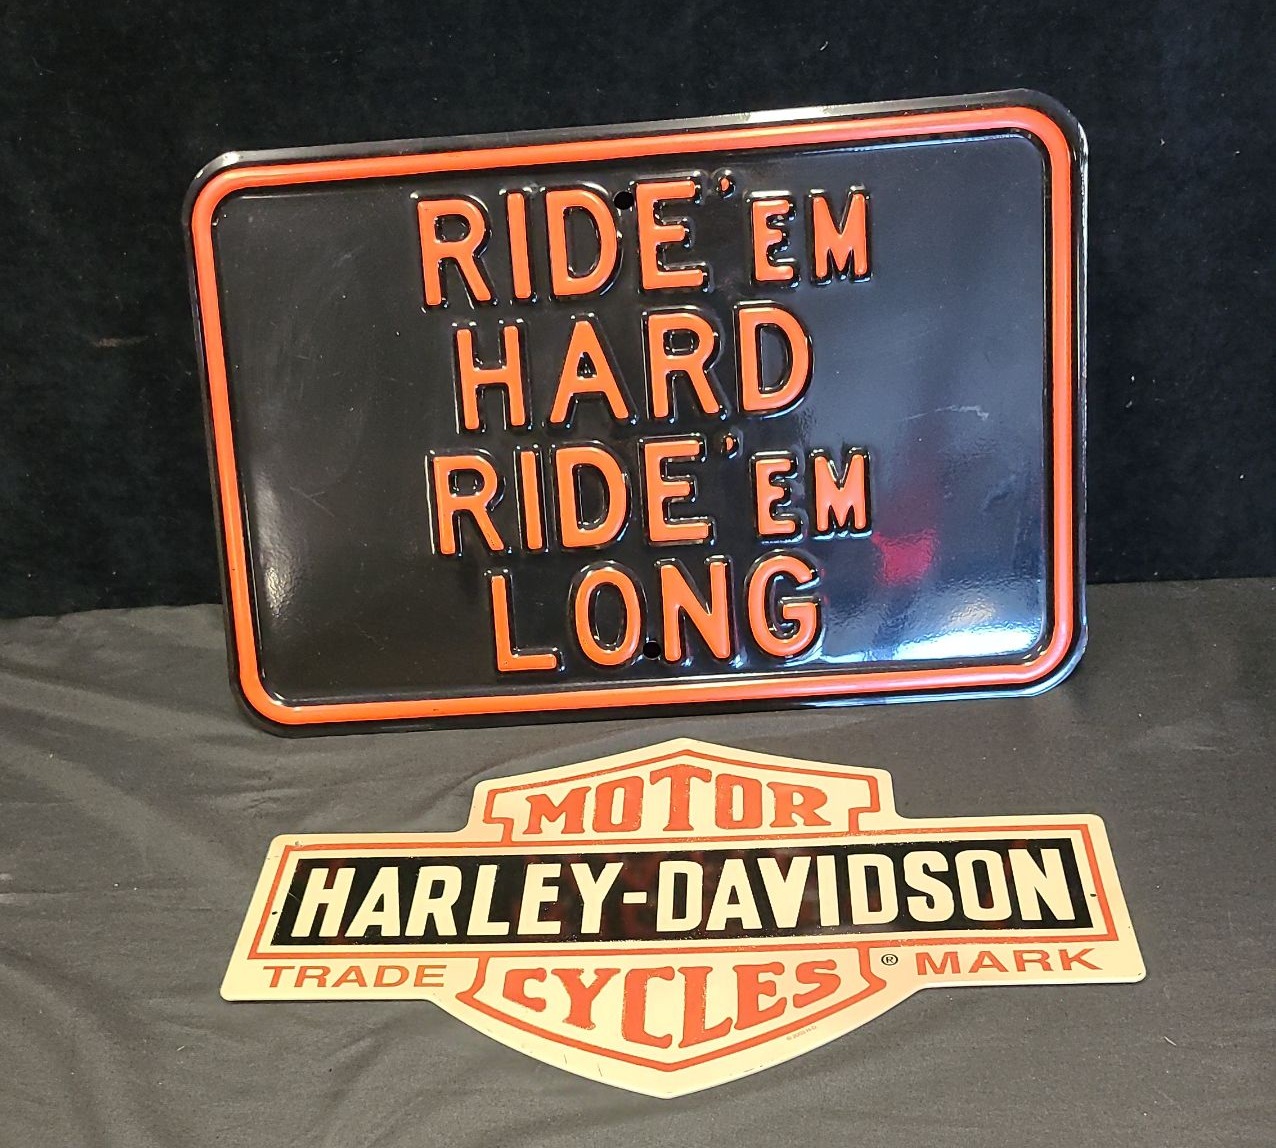 RIDE'EM
HARD
RIDE'EM
LONG
MOTOR
HARLEY-DAVIDSON
TRADE CYCLES ® MARK